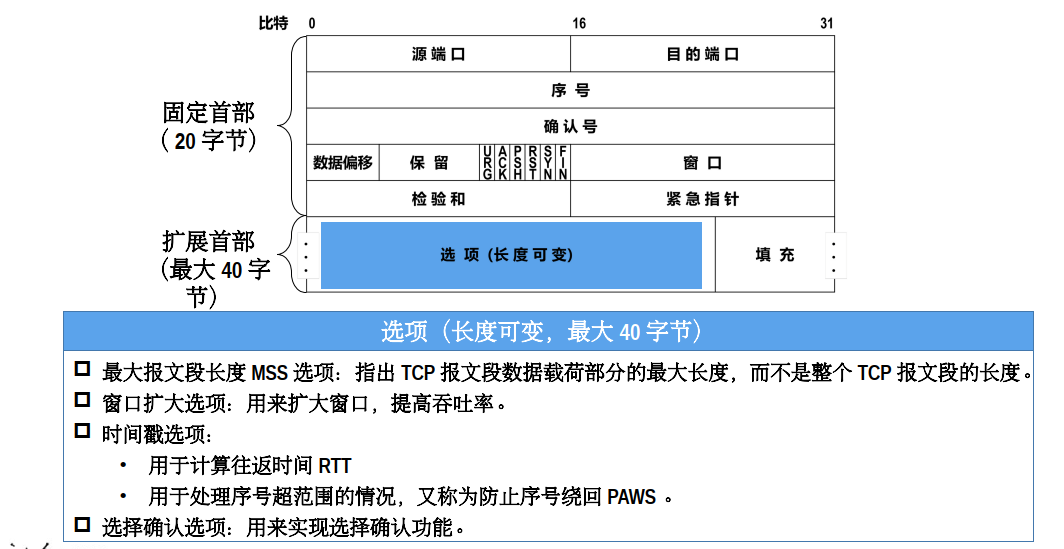 比特 0 16 31
源端口 目的端口
序号
确认号
数据偏移 保留 URG ACK PSH RST SYN FIN 窗口
检验和 紧急指针
固定首部
（20 字节）
选项 (长度可变) 填充
扩展首部
（最大 40 字
节）
选项（长度可变，最大 40 字节）
最大报文段长度 MSS 选项：指出 TCP 报文段数据载荷部分的最大长度，而不是整个 TCP 报文段的长度。
窗口扩大选项：用来扩大窗口，提高吞吐率。
时间戳选项：
• 用于计算往返时间 RTT
• 用于处理序号超范围的情况，又称为防止序号绕回 PAWS 。
选择确认选项：用来实现选择确认功能。